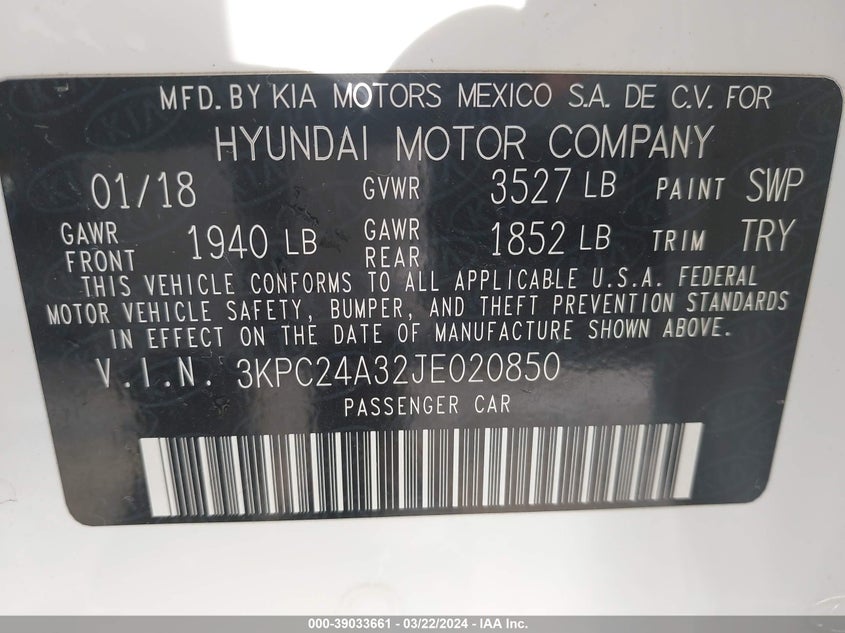 MFD. BY KIA MOTORS MEXICO S.A. DE C.V. FOR
HYUNDAI MOTOR COMPANY
01/18 GVWR 3527 LB PAINT SWP
GAWR FRONT 1940 LB GAWR REAR 1852 LB TRIM TRY
THIS VEHICLE CONFORMS TO ALL APPLICABLE U.S.A. FEDERAL
MOTOR VEHICLE SAFETY, BUMPER, AND THEFT PREVENTION STANDARDS
IN EFFECT ON THE DATE OF MANUFACTURE SHOWN ABOVE.
V.I.N. 3KPC24A32JE020850
PASSENGER CAR
000-39033661 - 03/22/2024 - IAA Inc.